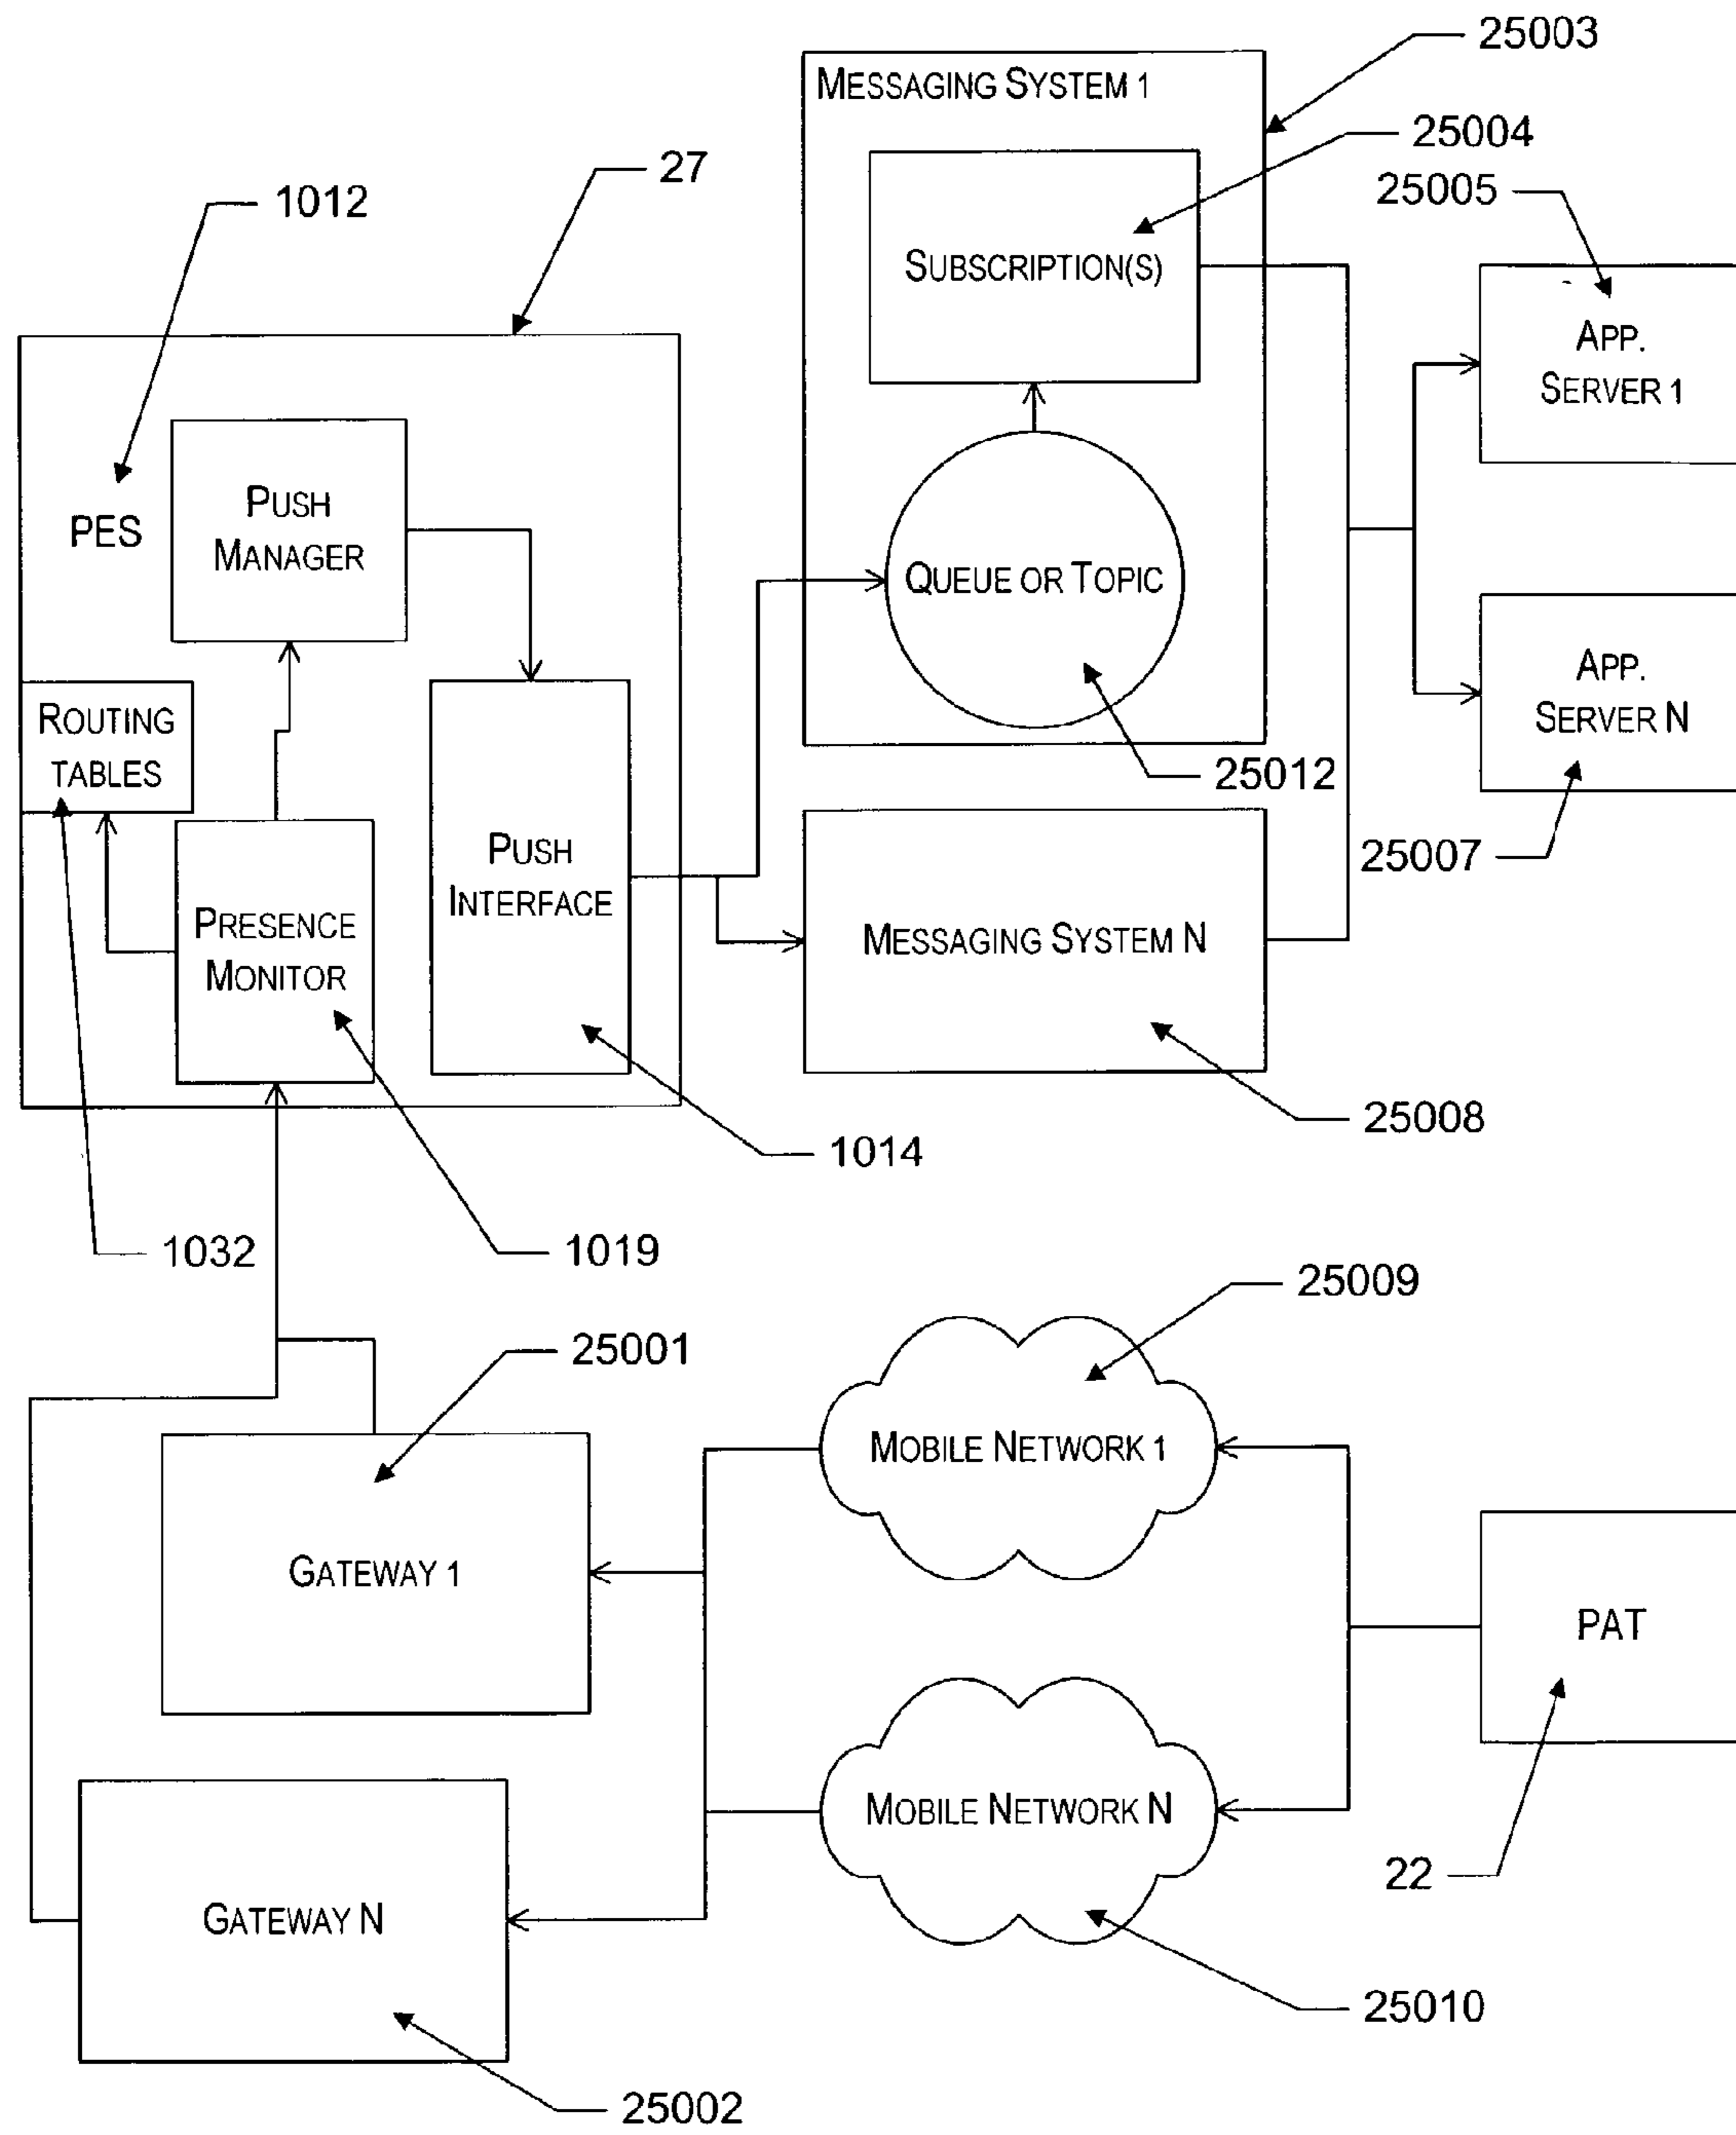 25003
MESSAGING SYSTEM 1
25004
27
25005
1012
SUBSCRIPTION(S)
APP.
SERVER 1
PUSH
MANAGER
PES
QUEUE OR TOPIC
APP.
SERVER N
ROUTING
TABLES
25012
PUSH
INTERFACE
25007
PRESENCE
MONITOR
MESSAGING SYSTEM N
25008
1014
1032
1019
25009
25001
MOBILE NETWORK 1
GATEWAY 1
PAT
MOBILE NETWORK N
22
GATEWAY N
25010
25002